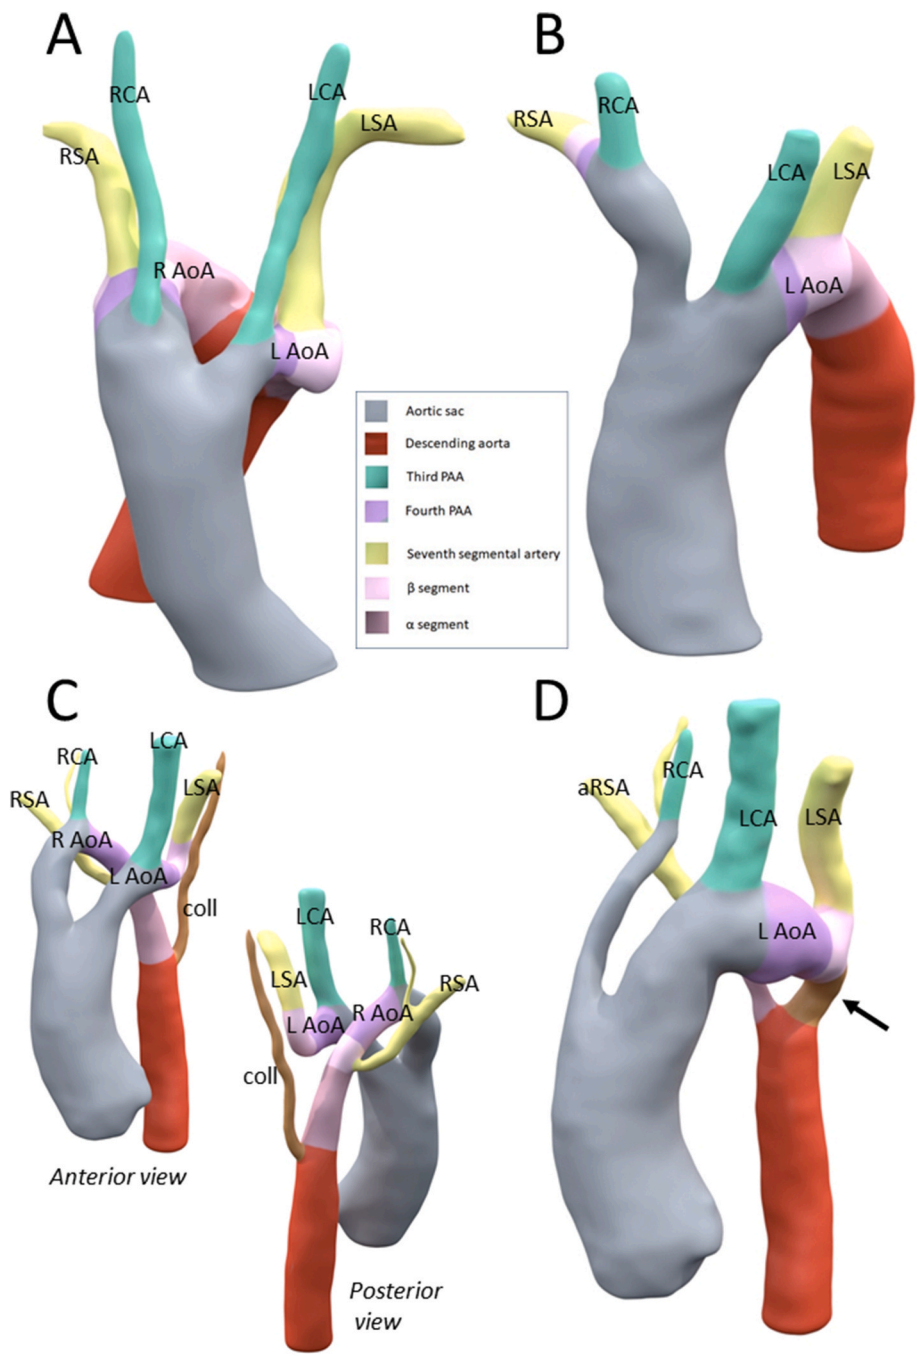 A
B
RCA
LCA
LSA
RSA
R AoA
L AoA
RSA
RCA
LCA
LSA
L AoA
Aortic sac
Descending aorta
Third PAA
Fourth PAA
Seventh segmental artery
β segment
α segment
C
D
RCA
LCA
RSA
LSA
R AoA
L AoA
coll
Anterior view
LCA
RCA
LSA
RSA
L AoA
R AoA
coll
Posterior
view
aRSA
RCA
LCA
LSA
L AoA